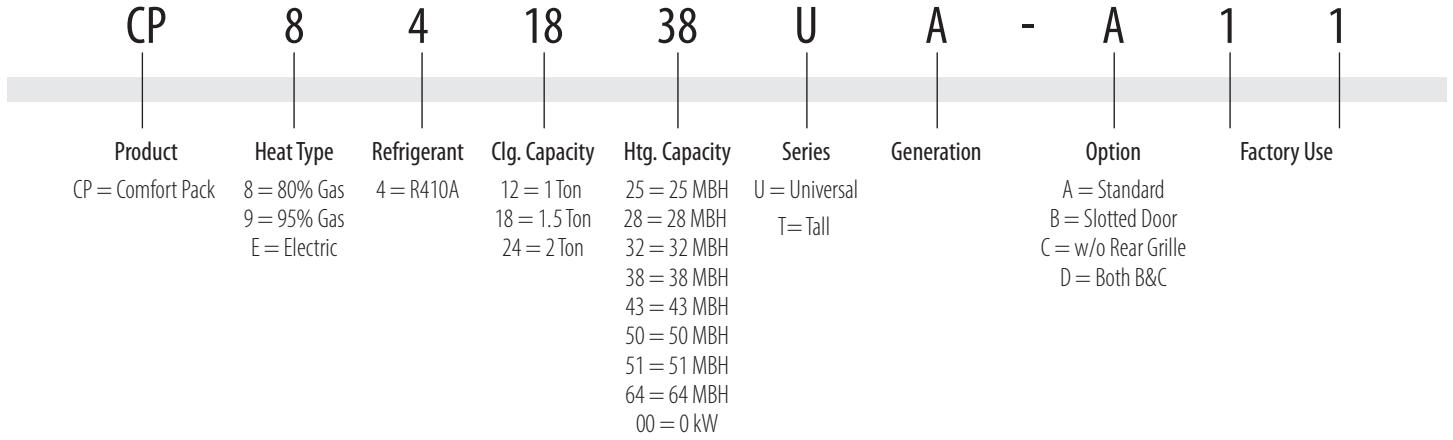 CP 8 4 18 38 U A - A 1 1
Product Heat Type Refrigerant Clg. Capacity Htg. Capacity Series Generation Option Factory Use
CP = Comfort Pack 8 = 80% Gas 4 = R410A 12 = 1 Ton 25 = 25 MBH U = Universal A = Standard
9 = 95% Gas 18 = 1.5 Ton 28 = 28 MBH T= Tall B = Slotted Door
E = Electric 24 = 2 Ton 32 = 32 MBH C = w/o Rear Grille
38 = 38 MBH D = Both B&C
43 = 43 MBH
50 = 50 MBH
51 = 51 MBH
64 = 64 MBH
00 = 0 kW